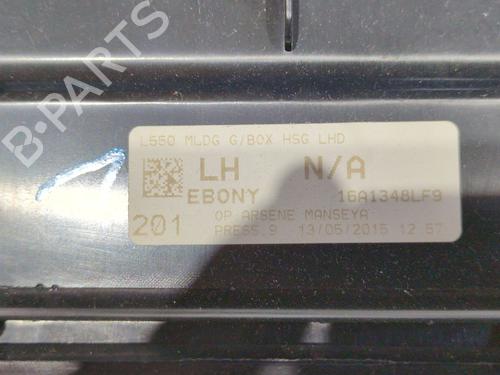 L550 MLDG G/BOX HSG LHD
LH N/A
EBONY 16A1348LF9
201 OP ARSENE MANSEYA
PRESS.9 13/05/2015 12:57
B-PARTS